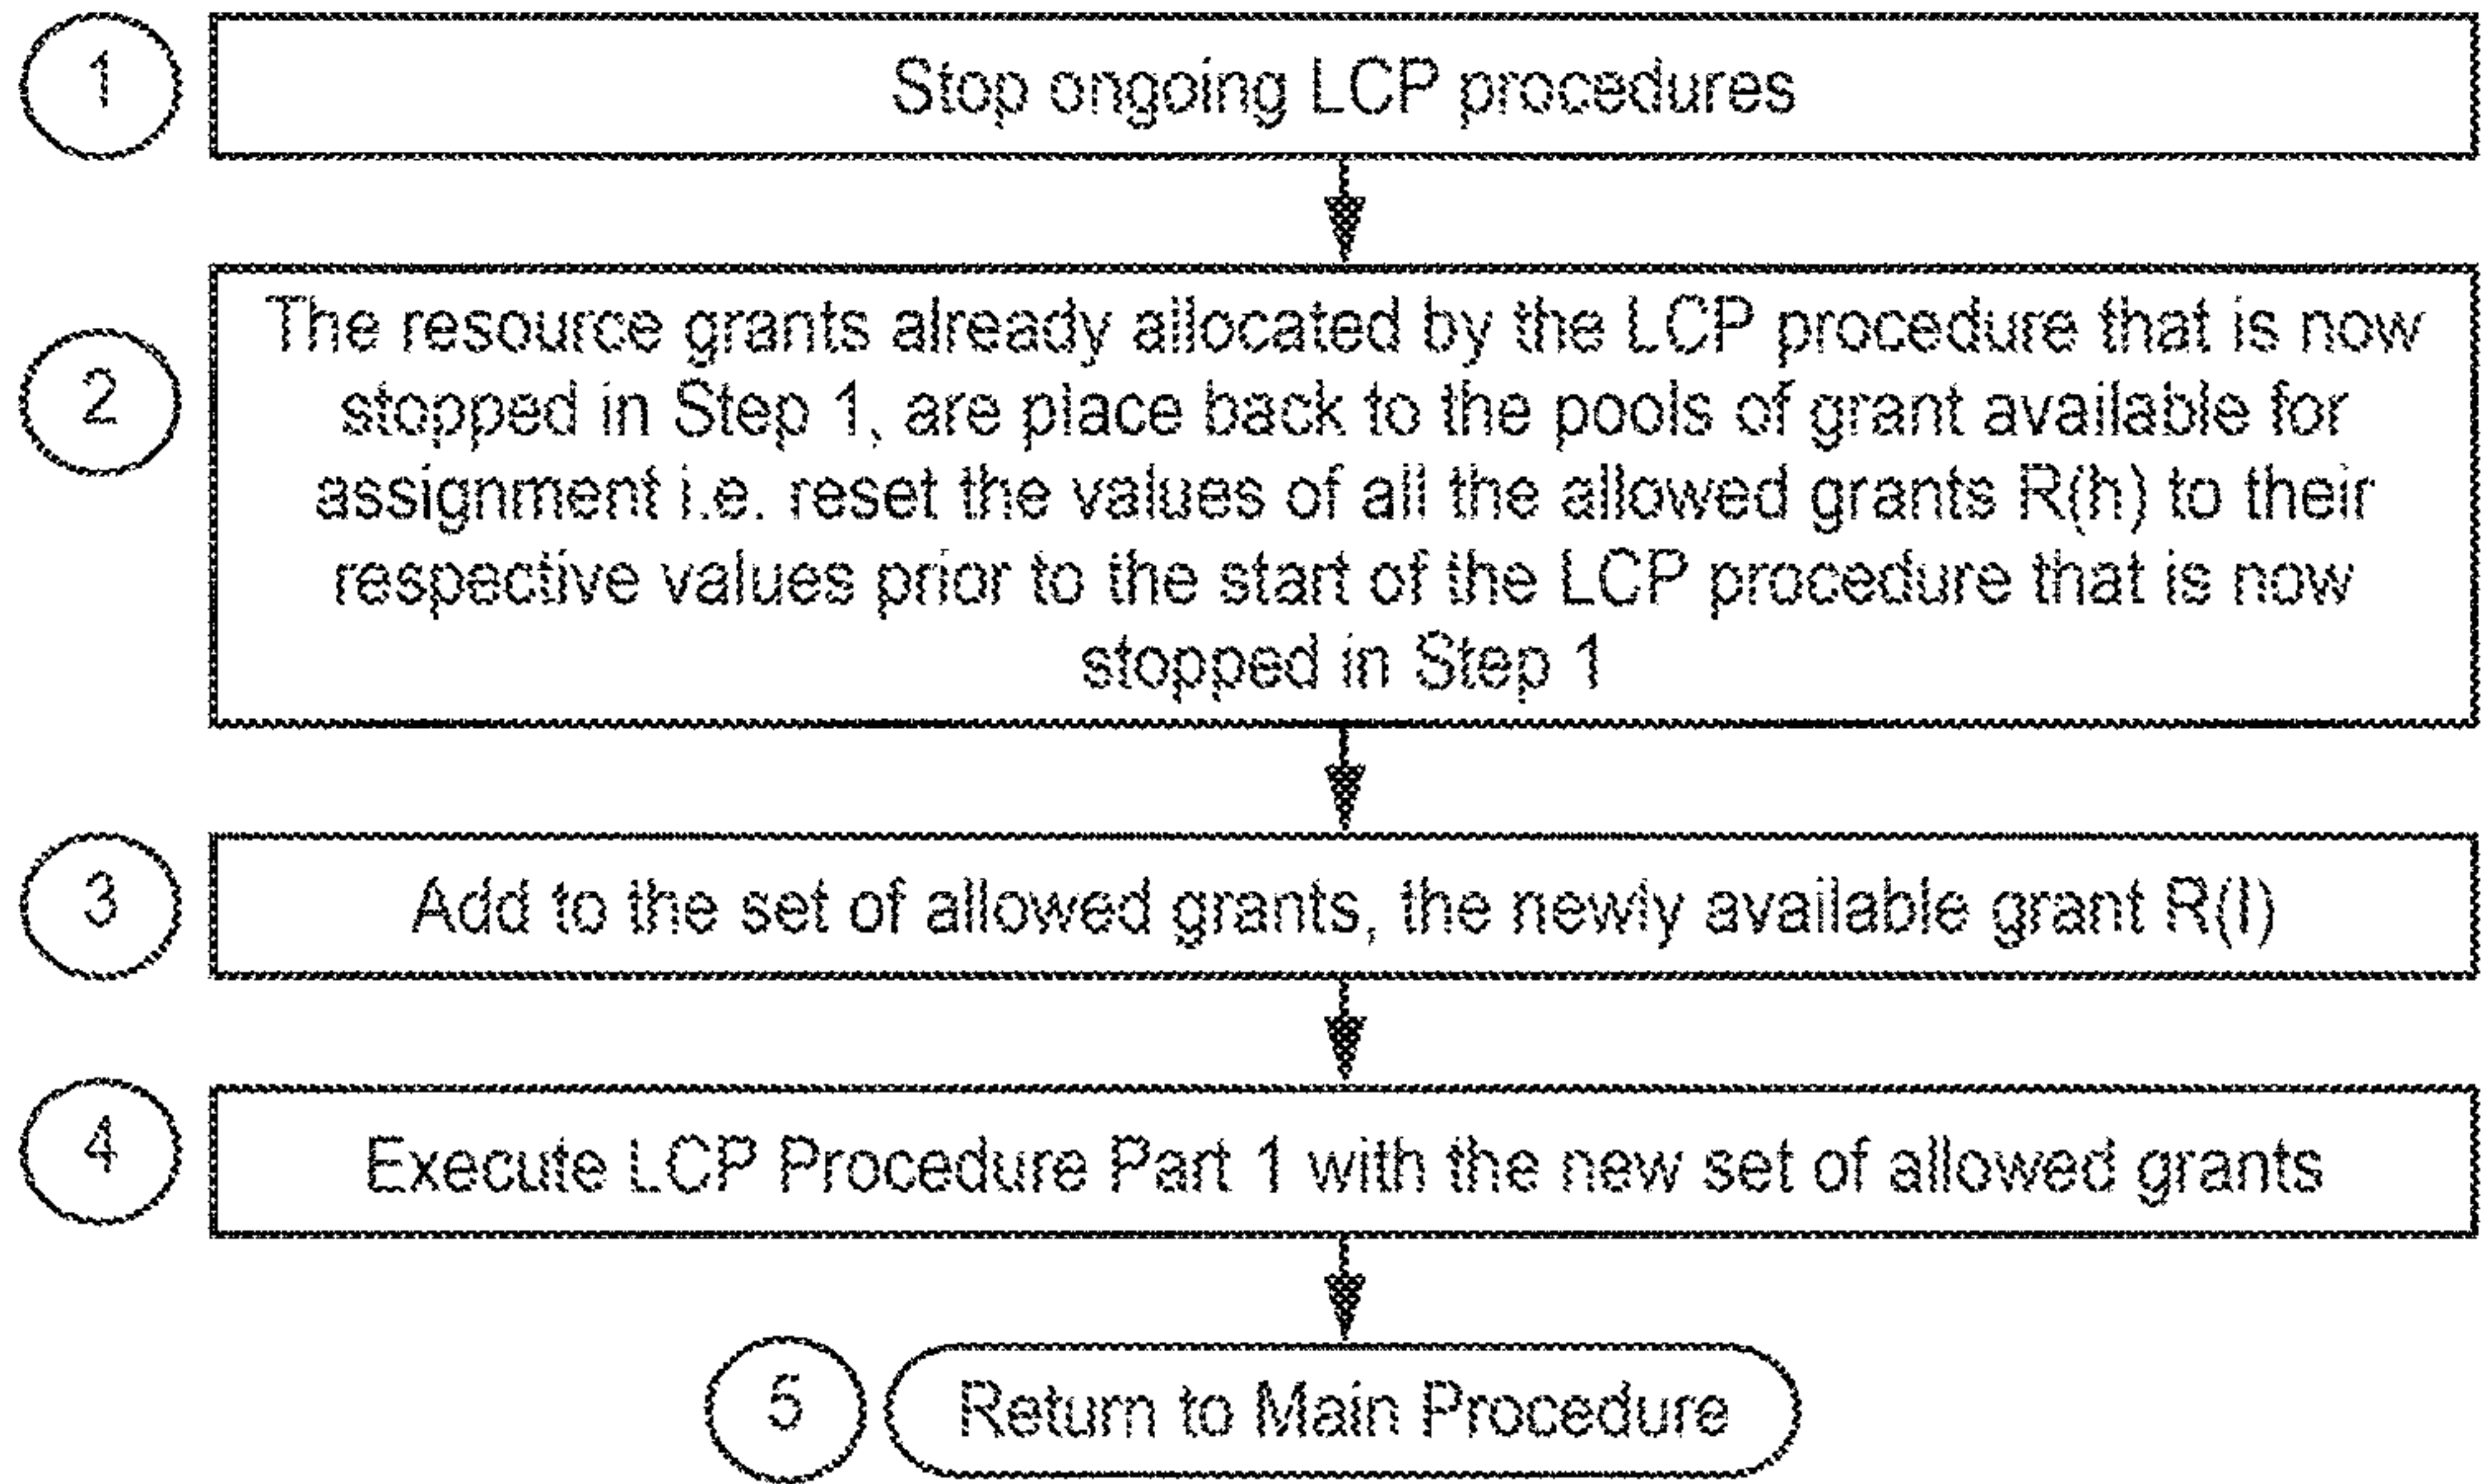 1
Stop ongoing LCP procedures
2
The resource grants already allocated by the LCP procedure that is now
stopped in Step 1, are place back to the pools of grant available for
assignment i.e. reset the values of all the allowed grants R(h) to their
respective values prior to the start of the LCP procedure that is now
stopped in Step 1
3
Add to the set of allowed grants, the newly available grant R(l)
4
Execute LCP Procedure Part 1 with the new set of allowed grants
5
Return to Main Procedure